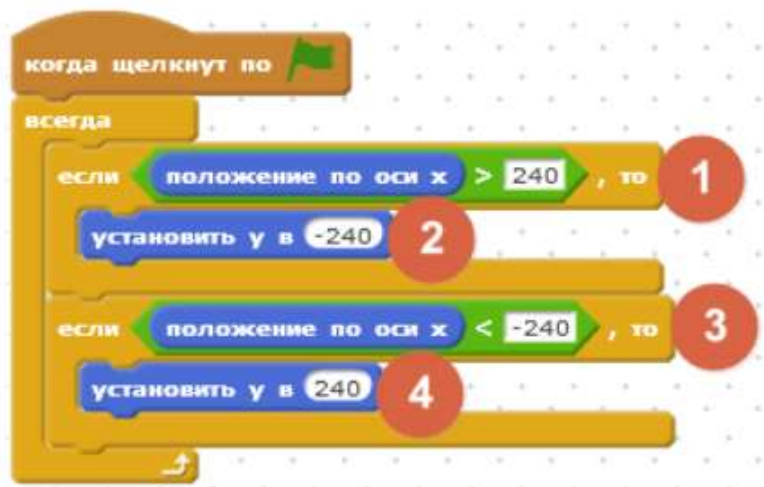 когда щелкнут по
всегда
если положение по оси x > 240 , то 1
установить y в -240 2
если положение по оси x < -240 , то 3
установить y в 240 4